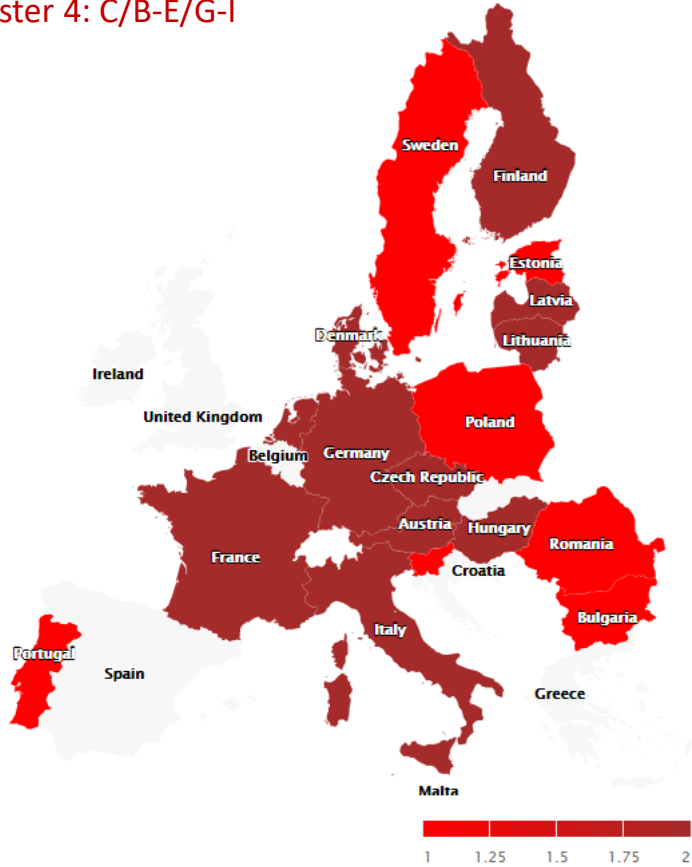 ster 4: C/B-E/G-I
Sweden
Finland
Estonia
Latvia
Denmark
Lithuania
Ireland
United Kingdom
Poland
Belgium
Germany
Czech Republic
Austria
Hungary
Romania
France
Croatia
Bulgaria
Italy
Portugal
Spain
Greece
Malta
1 1.25 1.5 1.75 2